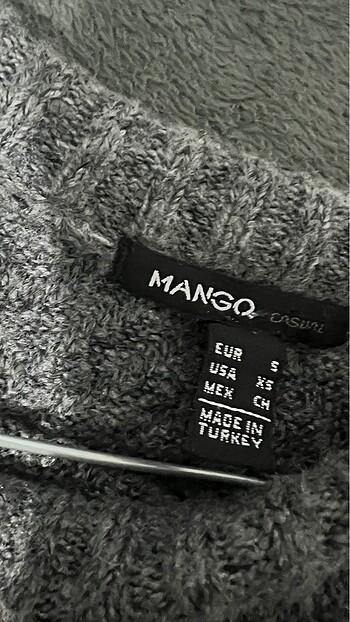 MANGO CASUAL
EUR S
USA XS
MEX CH
MADE IN
TURKEY